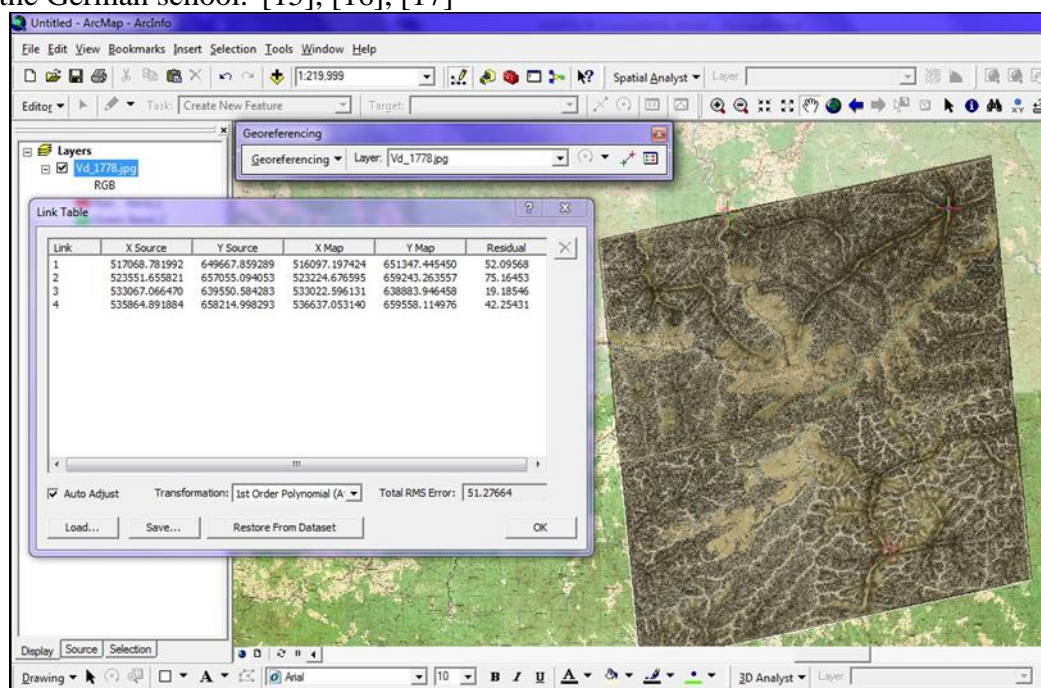 the German school. [15], [16], [17]
Untitled - ArcMap - ArcInfo
File Edit View Bookmarks Insert Selection Tools Window Help
1:219,999 Spatial Analyst Layer:
Editor Task: Create New Feature Target:
Georeferencing
Georeferencing Layer: Vd_1778.jpg
Layers
Vd_1778.jpg
RGB
Link Table
Link X Source Y Source X Map Y Map Residual
1 517068.781992 649667.859289 516097.197424 651347.445450 52.09568
2 523551.655821 657055.094053 523224.676595 659243.263557 75.16453
3 533067.066470 639550.584283 533022.596131 638883.946458 19.18546
4 535864.891884 658214.998293 536637.053140 659558.114976 42.25431
Auto Adjust Transformation: 1st Order Polynomial (A Total RMS Error: 51.27664
Load... Save... Restore From Dataset OK
Display Source Selection
Drawing A Arial 10 B I U A 3D Analyst Layer: